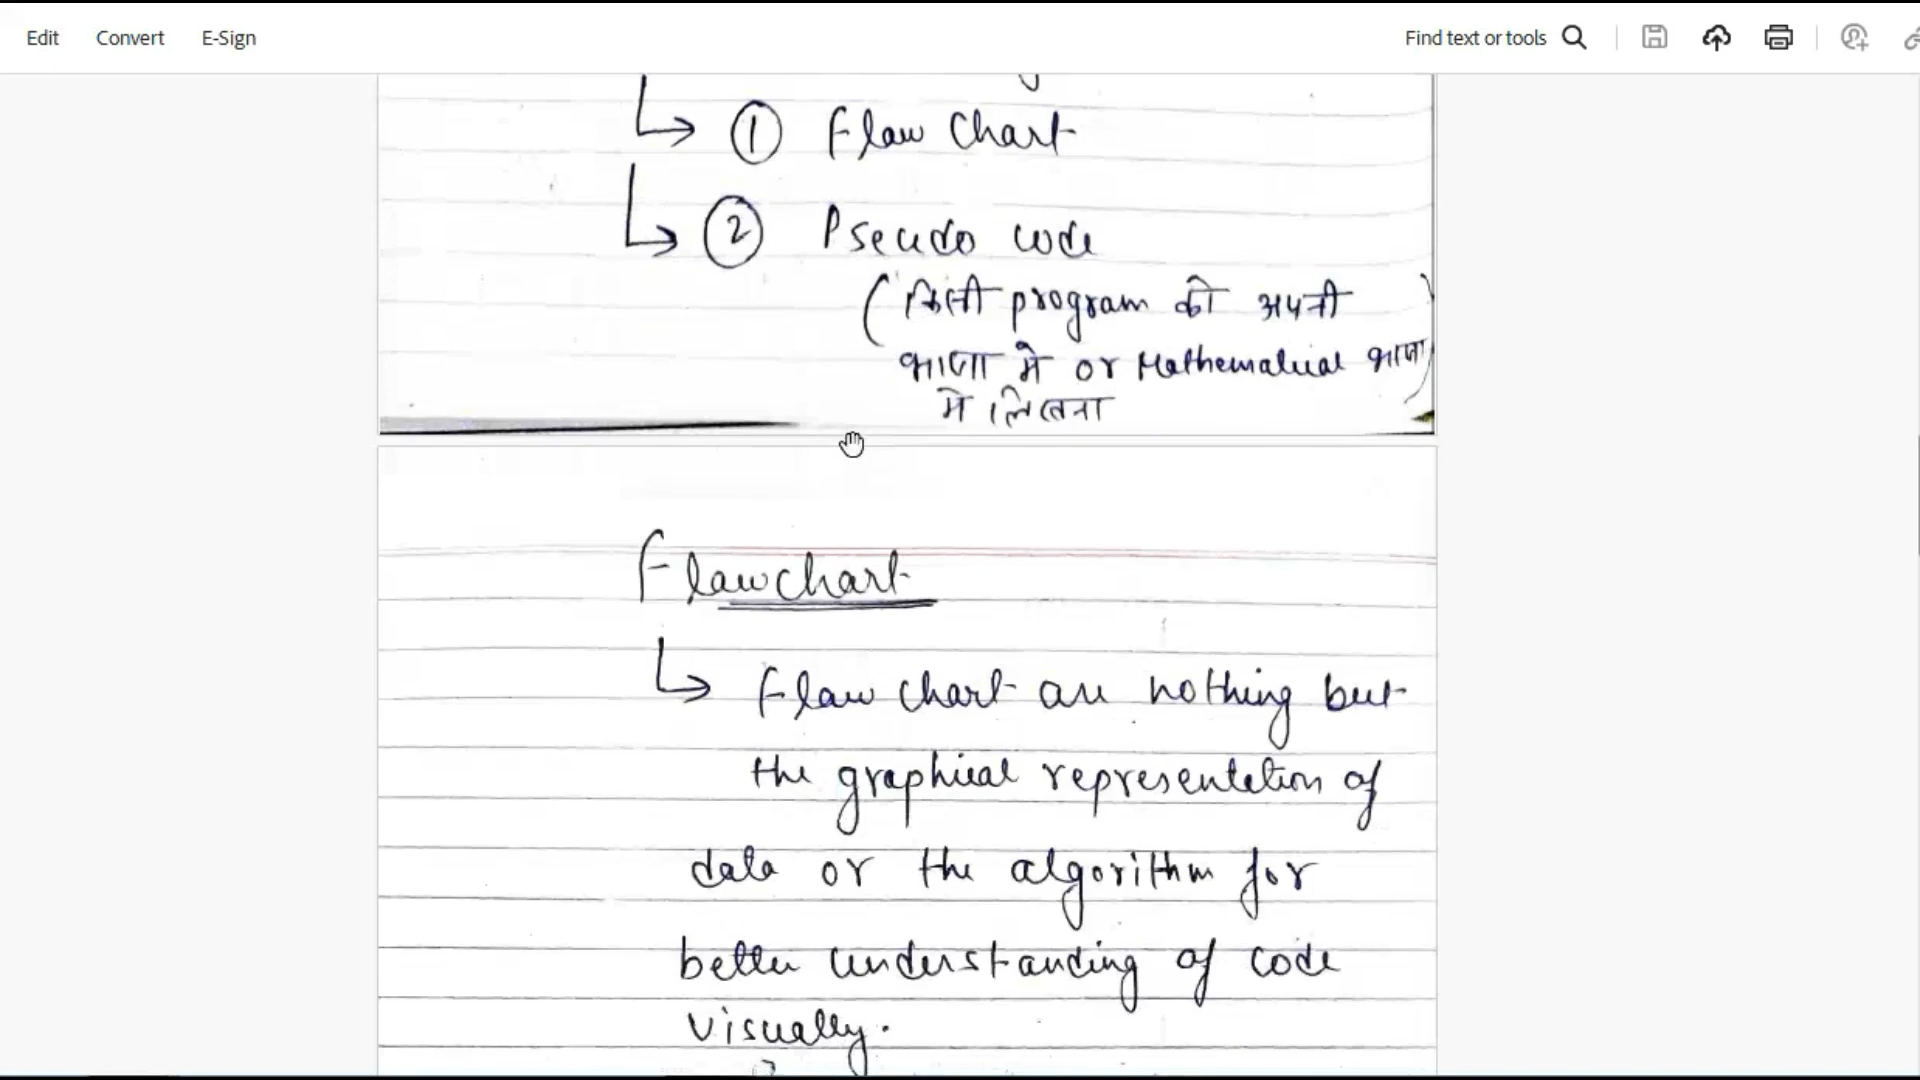 Edit Convert E-Sign Find text or tools
① Flow Chart
② Pseudo code
(किसी program को अपनी
भाषा मे or Mathematical भाषा)
मे लिखना
Flowchart
Flow chart are nothing but
the graphical representation of
data or the algorithm for
better understanding of code
visually.